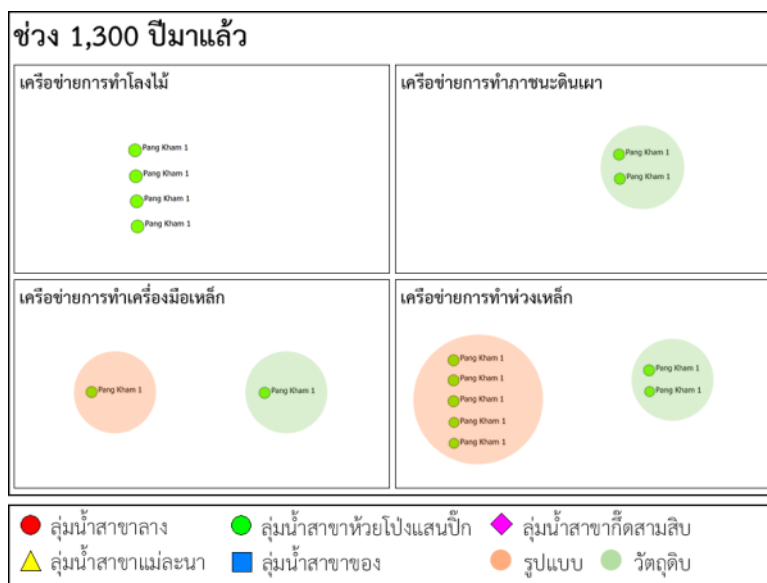 ช่วง 1,300 ปีมาแล้ว
เครือข่ายการทำโลงไม้
Pang Kham 1
Pang Kham 1
Pang Kham 1
Pang Kham 1
เครือข่ายการทำภาชนะดินเผา
Pang Kham 1
Pang Kham 1
เครือข่ายการทำเครื่องมือเหล็ก
Pang Kham 1
Pang Kham 1
เครือข่ายการทำห่วงเหล็ก
Pang Kham 1
Pang Kham 1
Pang Kham 1
Pang Kham 1
Pang Kham 1
Pang Kham 1
Pang Kham 1
ลุ่มน้ำสาขาลาง
ลุ่มน้ำสาขาห้วยโป่งแสนปิ๊ก
ลุ่มน้ำสาขากึ๊ดสามสิบ
ลุ่มน้ำสาขาแม่ละนา
ลุ่มน้ำสาขาของ
รูปแบบ
วัตถุดิบ